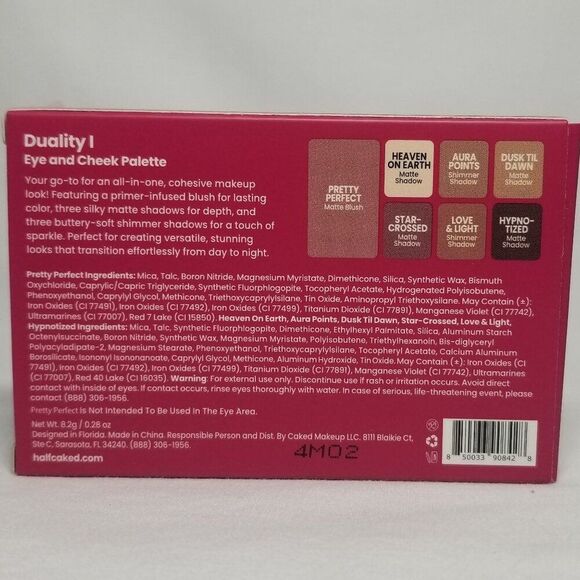 Duality I
Eye and Cheek Palette
Your go-to for an all-in-one, cohesive makeup
look! Featuring a primer-infused blush for lasting
color, three silky matte shadows for depth, and
three buttery-soft shimmer shadows for a touch of
sparkle. Perfect for creating versatile, stunning
looks that transition effortlessly from day to night.
PRETTY
PERFECT
Matte Blush
HEAVEN
ON EARTH
Matte
Shadow
AURA
POINTS
Shimmer
Shadow
DUSK TIL
DAWN
Matte
Shadow
STAR-
CROSSED
Matte
Shadow
LOVE
& LIGHT
Shimmer
Shadow
HYPNO-
TIZED
Matte
Shadow
Pretty Perfect Ingredients: Mica, Talc, Boron Nitride, Magnesium Myristate, Dimethicone, Silica, Synthetic Wax, Bismuth
Oxychloride, Caprylic/Capric Triglyceride, Synthetic Fluorphlogopite, Tocopheryl Acetate, Hydrogenated Polyisobutene,
Phenoxyethanol, Caprylyl Glycol, Methicone, Triethoxycaprylylsilane, Tin Oxide, Aminopropyl Triethoxysilane. May Contain (±):
Iron Oxides (CI 77491), Iron Oxides (CI 77492), Iron Oxides (CI 77499), Titanium Dioxide (CI 77891), Manganese Violet (CI 77742),
Ultramarines (CI 77007), Red 7 Lake (CI 15850). Heaven On Earth, Aura Points, Dusk Til Dawn, Star-Crossed, Love & Light,
Hypnotized Ingredients: Mica, Talc, Synthetic Fluorphlogopite, Dimethicone, Ethylhexyl Palmitate, Silica, Aluminum Starch
Octenylsuccinate, Boron Nitride, Synthetic Wax, Magnesium Myristate, Polyisobutene, Triethylhexanoin, Bis-diglyceryl
Polyacyladipate-2, Magnesium Stearate, Phenoxyethanol, Triethoxycaprylylsilane, Tocopheryl Acetate, Calcium Aluminum
Borosilicate, Isononyl Isononanoate, Caprylyl Glycol, Methicone, Aluminum Hydroxide, Tin Oxide. May Contain (±): Iron Oxides (CI
77491), Iron Oxides (CI 77492), Iron Oxides (CI 77499), Titanium Dioxide (CI 77891), Manganese Violet (CI 77742), Ultramarines
(CI 77007), Red 40 Lake (CI 16035). Warning: For external use only. Discontinue use if rash or irritation occurs. Avoid direct
contact with inside of eyes. If contact occurs, rinse eyes thoroughly with warm. In case of serious, life-threatening event, please
contact (888) 306-1956.
Pretty Perfect Is Not Intended To Be Used In The Eye Area.
Net Wt. 8.2g / 0.28 oz
Designed in Florida. Made in China. Responsible Person and Dist. By Caked Makeup LLC. 8111 Blaikie Ct,
Ste C, Sarasota, FL 34240. (888) 306-1956.
halfcaked.com
4M02
8 50033 90842 8